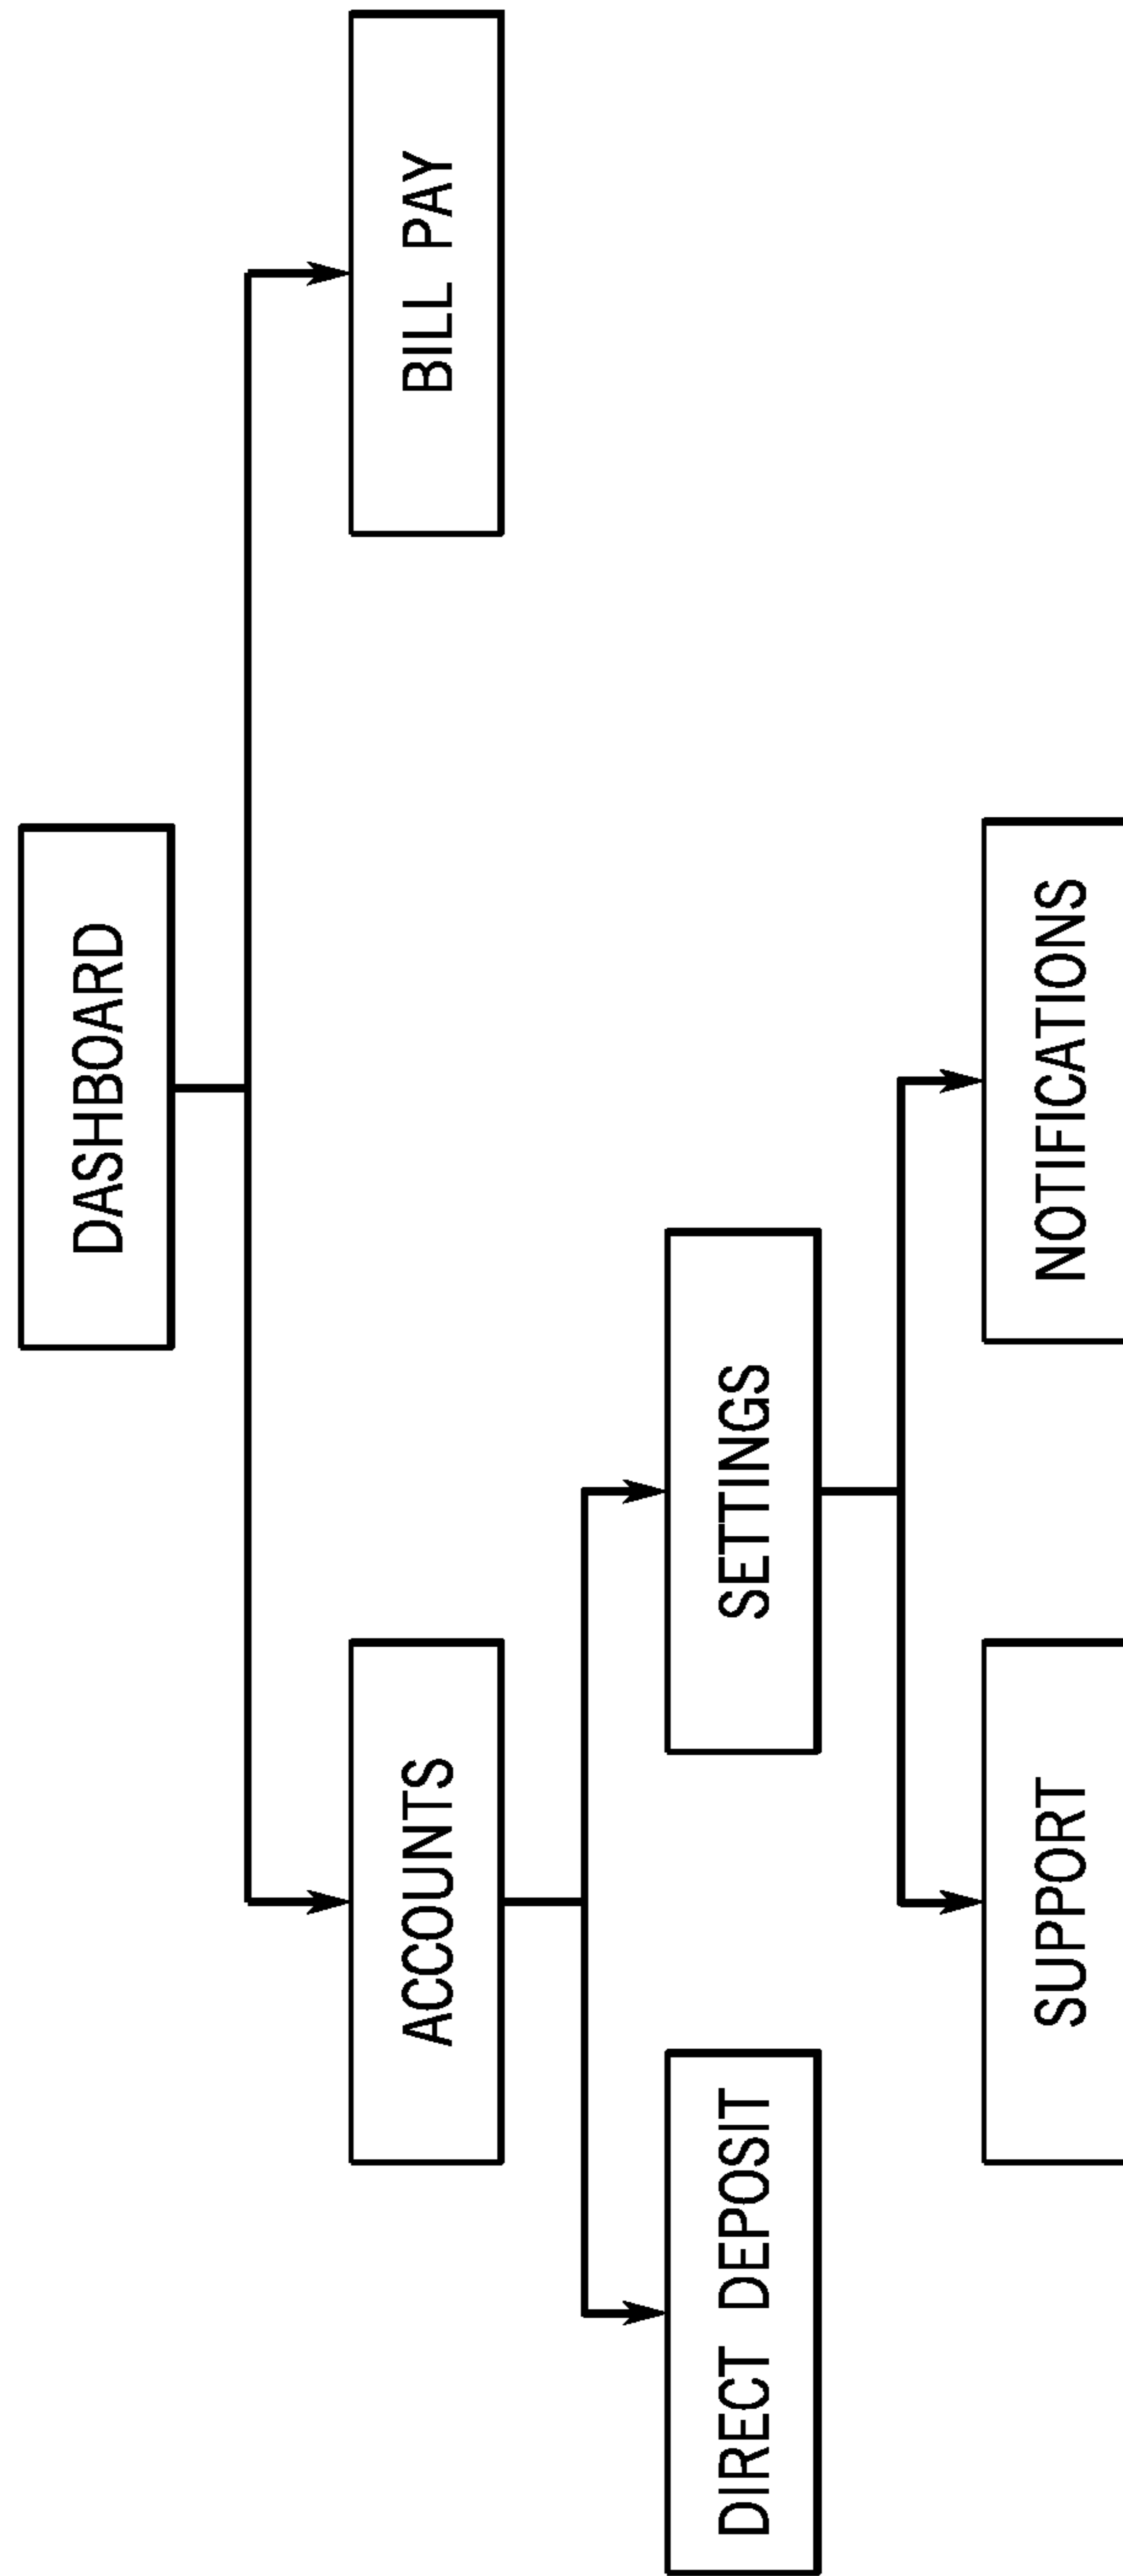 DASHBOARD
ACCOUNTS
BILL PAY
DIRECT DEPOSIT
SETTINGS
SUPPORT
NOTIFICATIONS